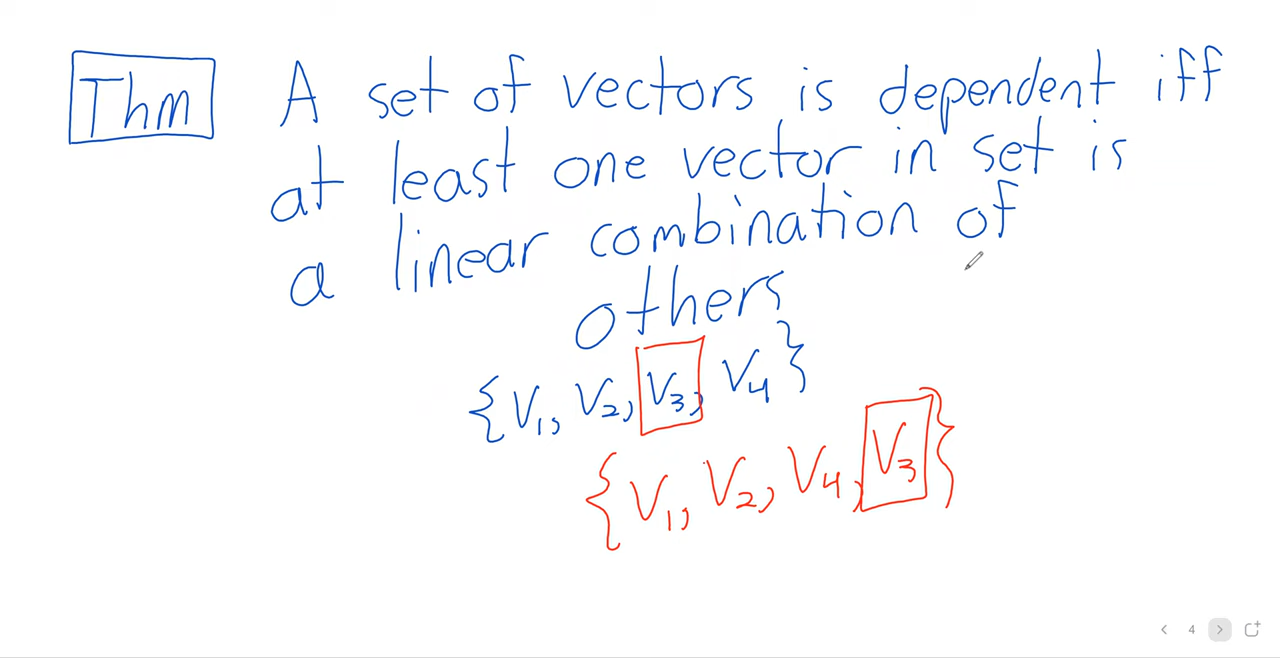 Thm A set of vectors is dependent iff
at least one vector in set is
a linear combination of
others
{V₁, V₂, V₃, V₄}
{V₁, V₂, V₄, V₃}
4